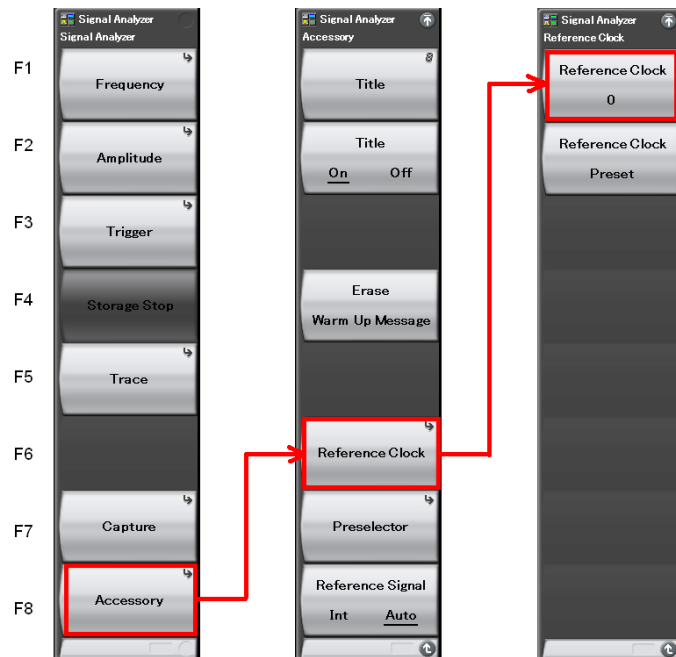 F1
F2
F3
F4
F5
F6
F7
F8
Signal Analyzer
Signal Analyzer
Frequency
Amplitude
Trigger
Storage Stop
Trace
Capture
Accessory
Signal Analyzer
Accessory
8
Title
Title
On Off
Erase
Warm Up Message
Reference Clock
Preselector
Reference Signal
Int Auto
Signal Analyzer
Reference Clock
Reference Clock
0
Reference Clock
Preset